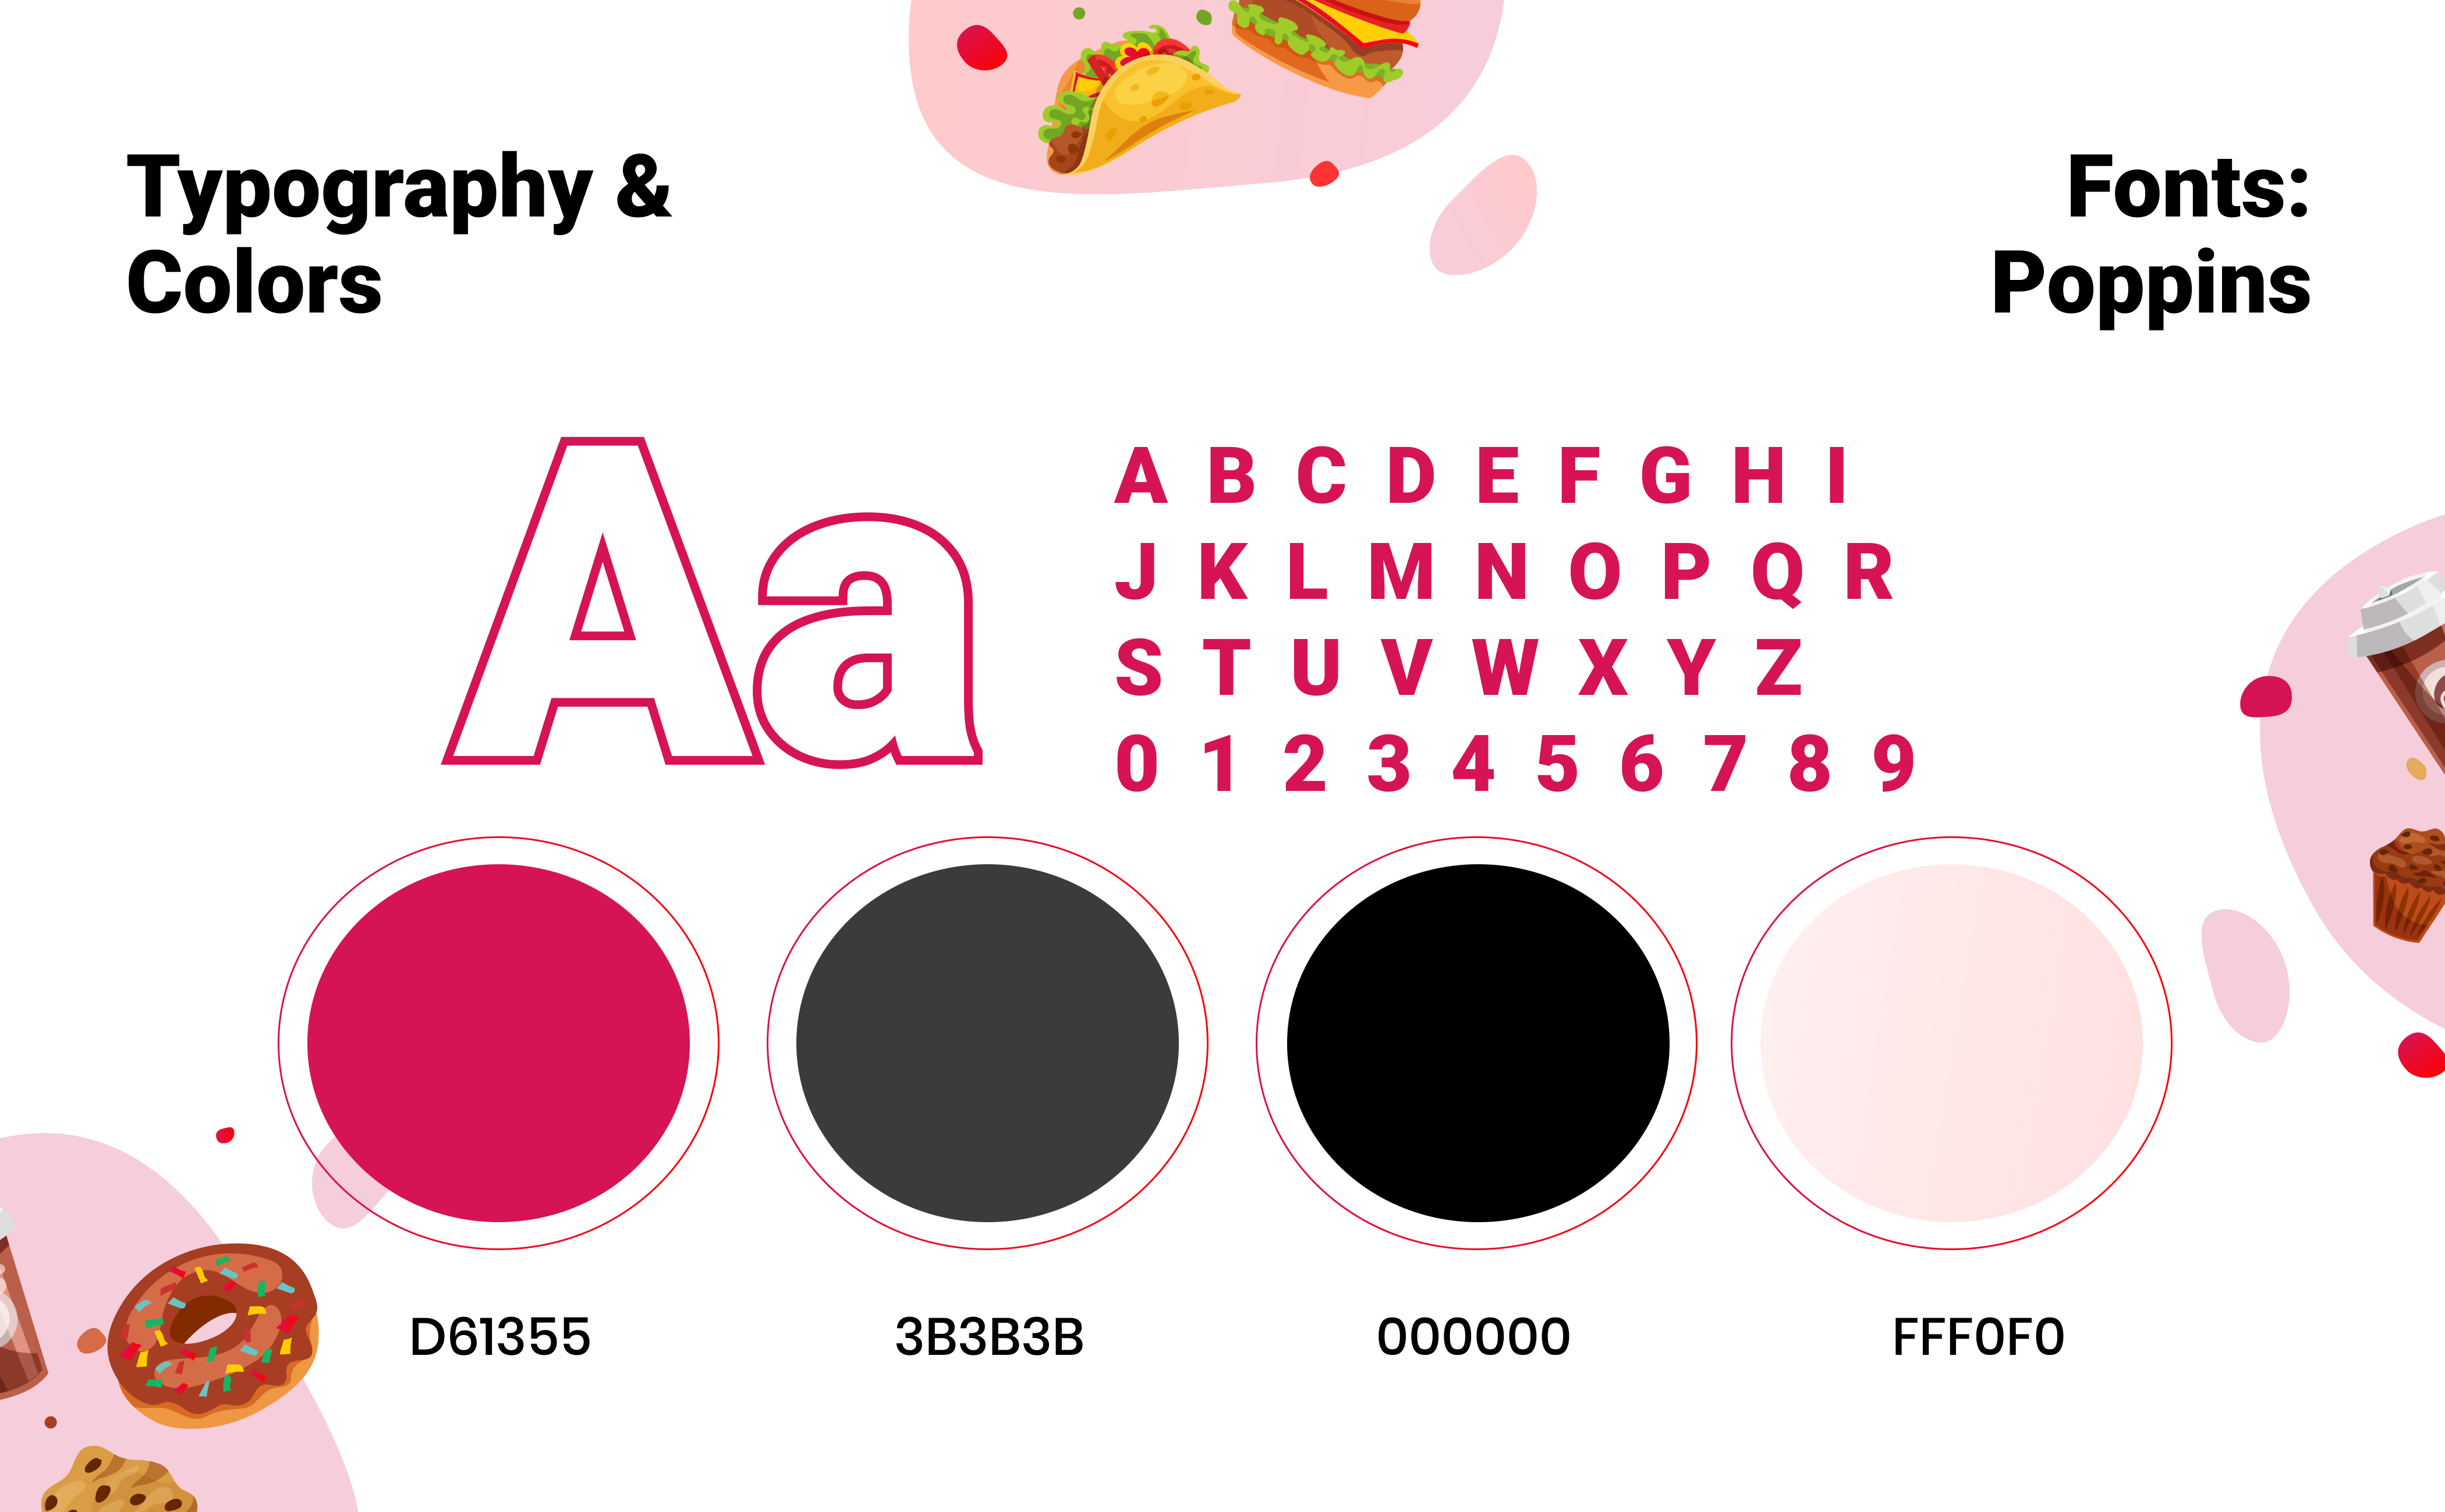 Typography &
Colors
Fonts:
Poppins
Aa
A B C D E F G H I
J K L M N O P Q R
S T U V W X Y Z
0 1 2 3 4 5 6 7 8 9
D61355
3B3B3B
000000
FFF0F0